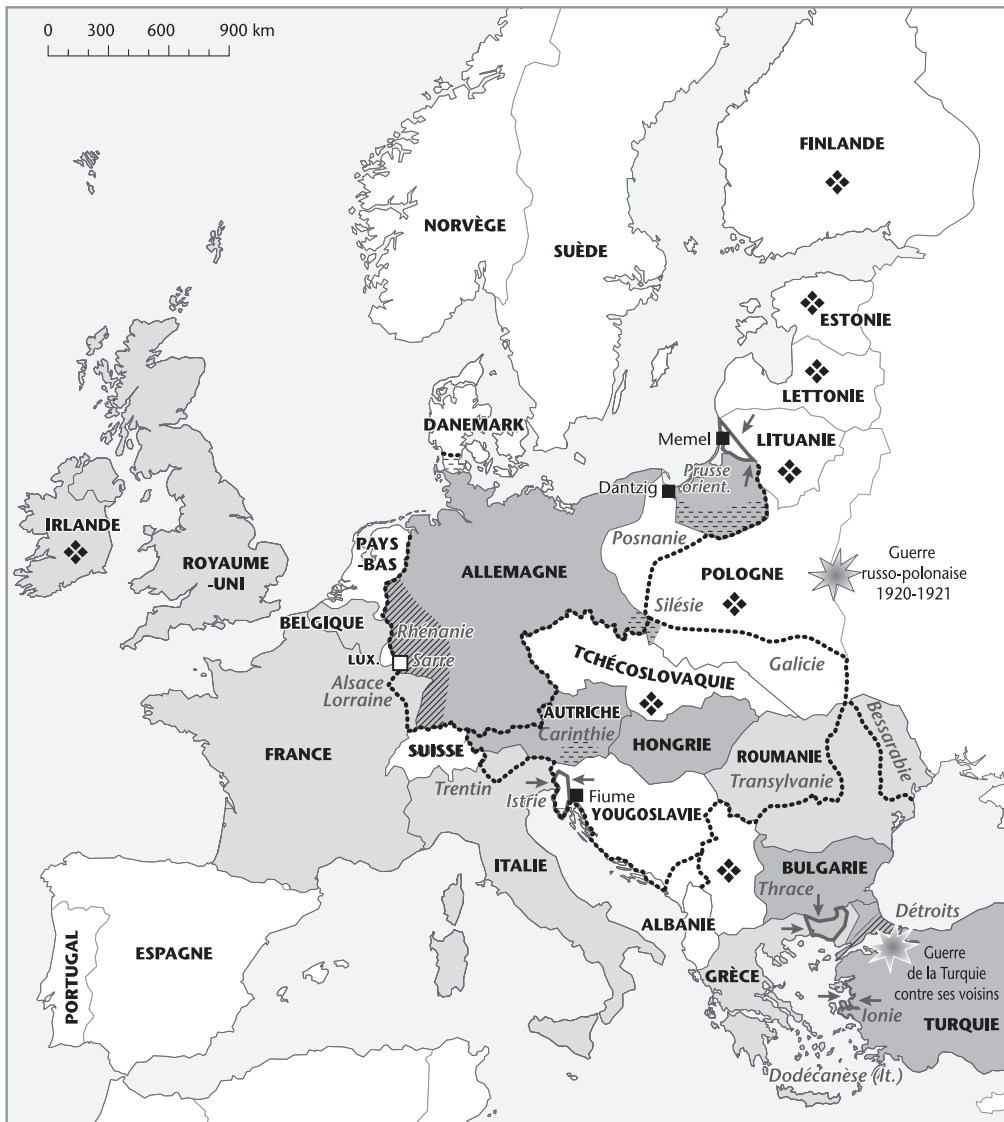 0 300 600 900 km
FINLANDE
NORVÈGE
SUÈDE
ESTONIE
LETTONIE
DANEMARK
Memel
LITUANIE
Prusse
orient.
Dantzig
IRLANDE
Posnanie
PAYS
-BAS
ROYAUME
-UNI
ALLEMAGNE
POLOGNE
Guerre
russo-polonaise
1920-1921
Silésie
BELGIQUE
Rhénanie
LUX.
Sarre
TCHÉCOSLOVAQUIE
Galicie
Alsace
Lorraine
AUTRICHE
Carinthie
Bessarabie
FRANCE
SUISSE
HONGRIE
ROUMANIE
Transylvanie
Trentin
Istrie
Fiume
YOUGOSLAVIE
ITALIE
BULGARIE
Thrace
Détroits
ALBANIE
PORTUGAL
ESPAGNE
GRÈCE
Guerre
de la Turquie
contre ses voisins
Ionie
TURQUIE
Dodécanèse (It.)